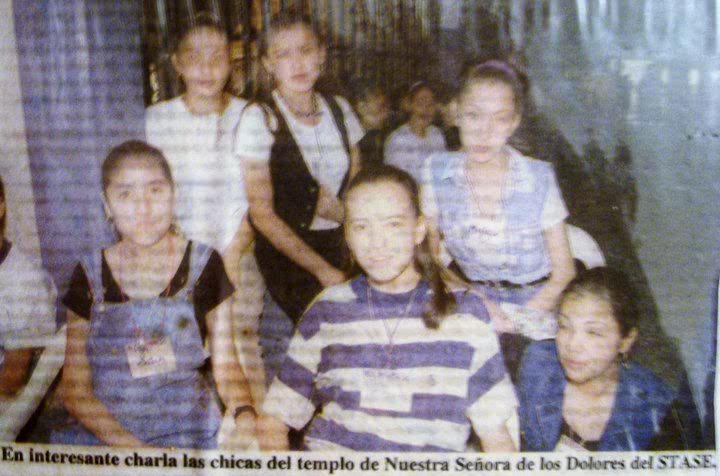 En interesante charla las chicas del templo de Nuestra Señora de los Dolores del STASE.